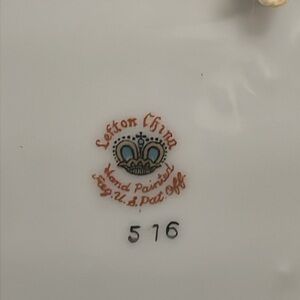 Lefton China
Hand Painted
Reg. U. S. Pat. Off.
516